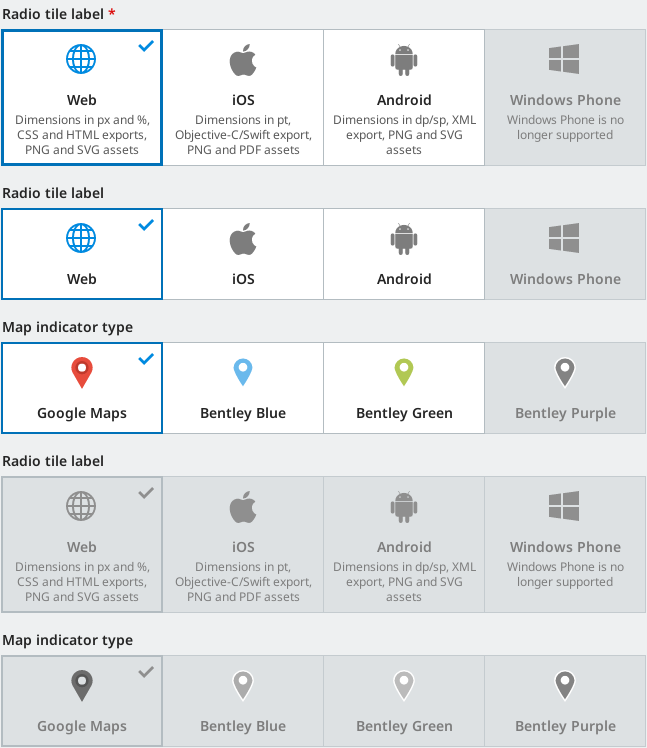 Radio tile label *
Web
Dimensions in px and %,
CSS and HTML exports,
PNG and SVG assets
iOS
Dimensions in pt,
Objective-C/Swift export,
PNG and PDF assets
Android
Dimensions in dp/sp, XML
export, PNG and SVG
assets
Windows Phone
Windows Phone is no
longer supported
Radio tile label
Web
iOS
Android
Windows Phone
Map indicator type
Google Maps
Bentley Blue
Bentley Green
Bentley Purple
Radio tile label
Web
Dimensions in px and %,
CSS and HTML exports,
PNG and SVG assets
iOS
Dimensions in pt,
Objective-C/Swift export,
PNG and PDF assets
Android
Dimensions in dp/sp, XML
export, PNG and SVG
assets
Windows Phone
Windows Phone is no
longer supported
Map indicator type
Google Maps
Bentley Blue
Bentley Green
Bentley Purple